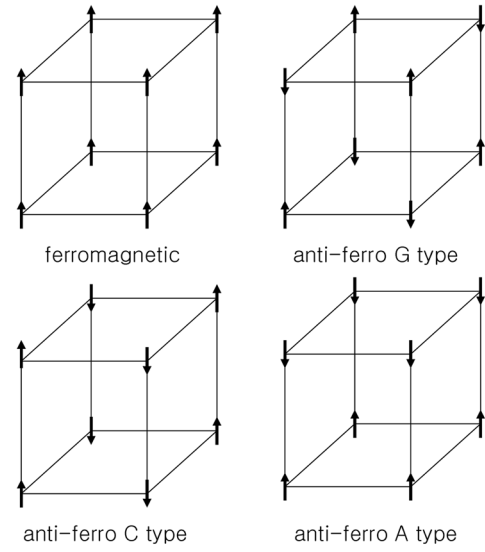 ferromagnetic
anti-ferro G type
anti-ferro C type
anti-ferro A type